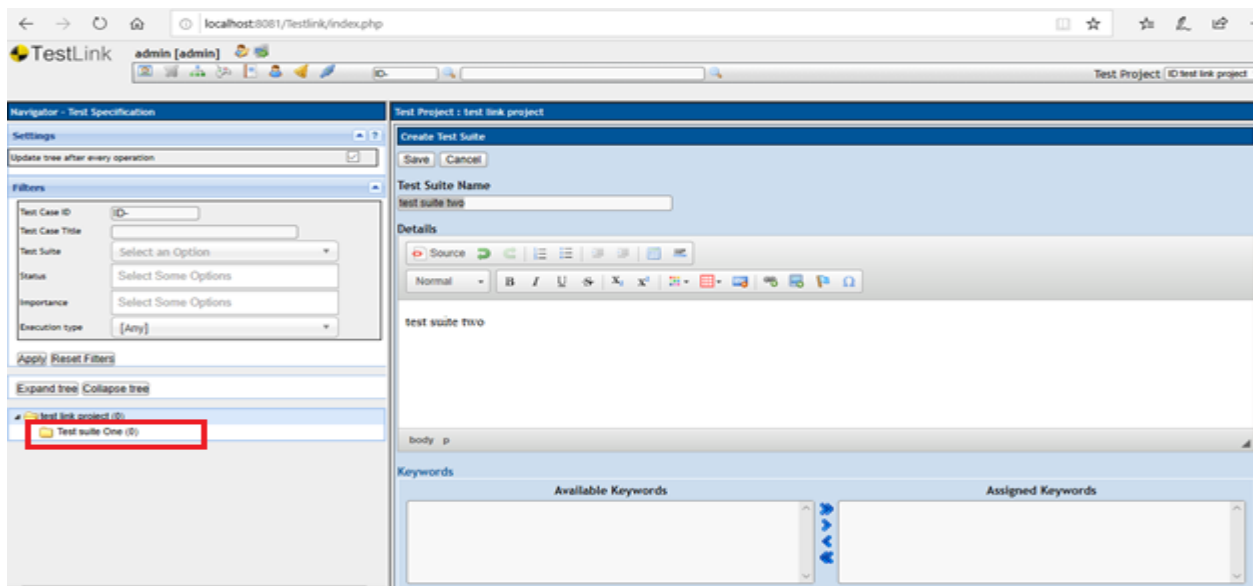 localhost:8081/Testlink/index.php
TestLink admin [admin]
ID-
Test Project ID:test link project
Navigator - Test Specification
Settings
?
Update tree after every operation
Filters
Test Case ID ID-
Test Case Title
Test Suite Select an Option
Status Select Some Options
Importance Select Some Options
Execution type [Any]
Apply Reset Filters
Expand tree Collapse tree
test link project (0)
Test suite One (0)
Test Project : test link project
Create Test Suite
Save Cancel
Test Suite Name
test suite two
Details
Source
Normal B I U S X₂ x² Ω
test suite two
body p
Keywords
Available Keywords Assigned Keywords